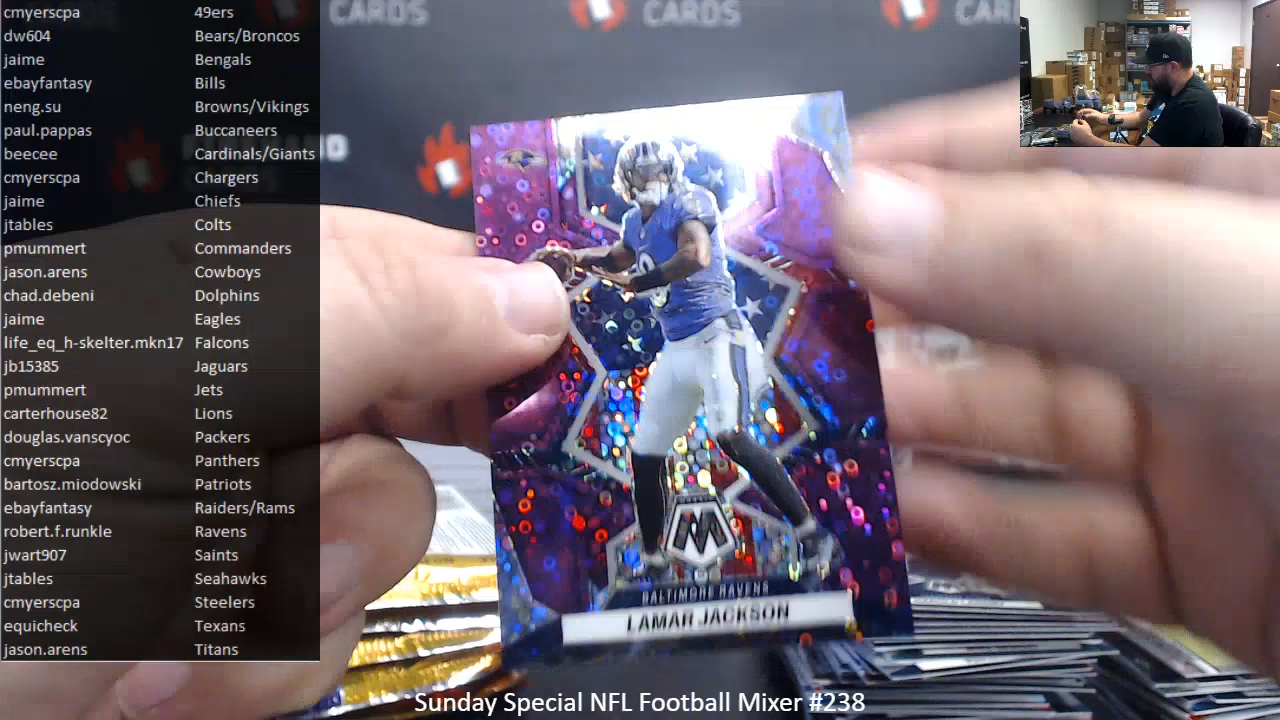 cmyerscpa 49ers
dw604 Bears/Broncos
jaime Bengals
ebayfantasy Bills
neng.su Browns/Vikings
paul.pappas Buccaneers
beecee Cardinals/Giants
cmyerscpa Chargers
jaime Chiefs
jtables Colts
pmummert Commanders
jason.arens Cowboys
chad.debeni Dolphins
jaime Eagles
life_eq_h-skelter.mkn17 Falcons
jb15385 Jaguars
pmummert Jets
carterhouse82 Lions
douglas.vanscyoc Packers
cmyerscpa Panthers
bartosz.miodowski Patriots
ebayfantasy Raiders/Rams
robert.f.runkle Ravens
jwart907 Saints
jtables Seahawks
cmyerscpa Steelers
equicheck Texans
jason.arens Titans
CARDS
CARDS
CAR
BALTIMORE RAVENS
LAMAR JACKSON
Sunday Special NFL Football Mixer #238